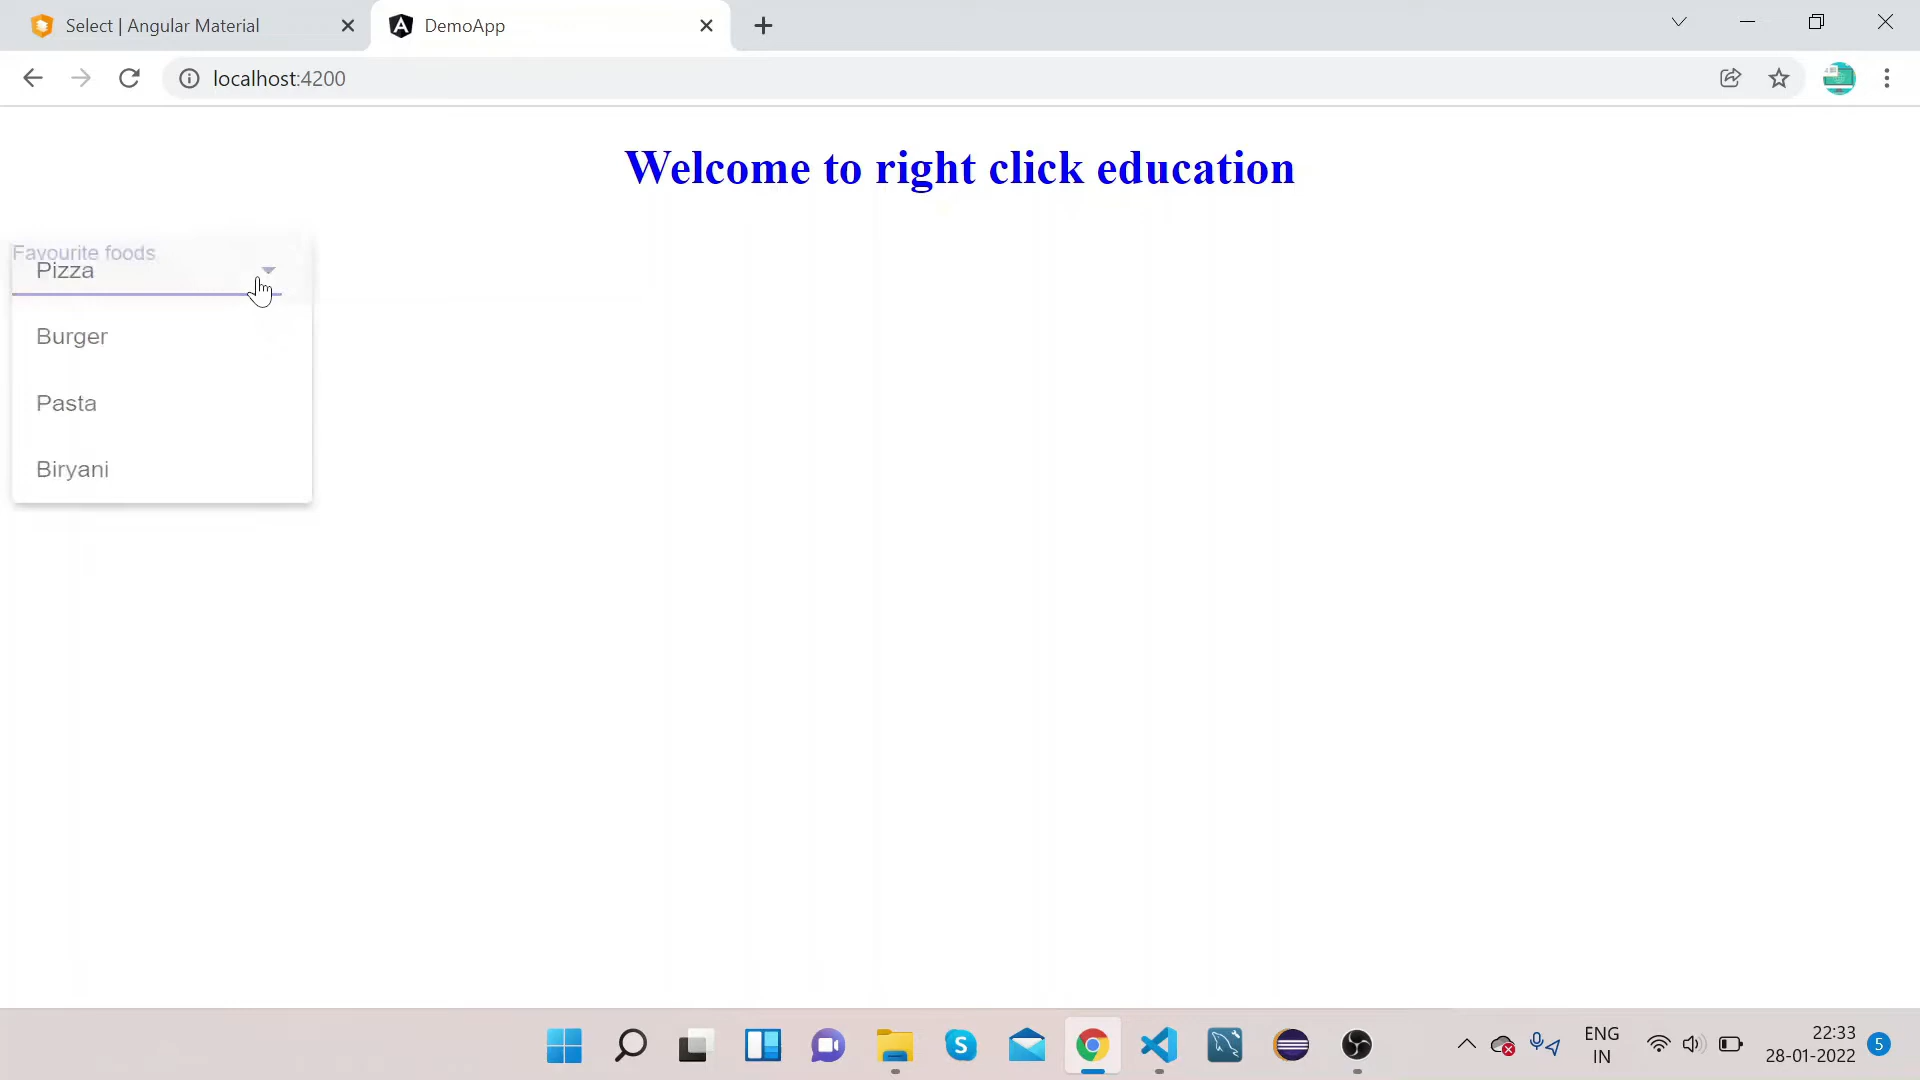 Select | Angular Material
DemoApp
localhost:4200
Welcome to right click education
Favourite foods
Pizza
Burger
Pasta
Biryani
ENG
IN
22:33
28-01-2022
5